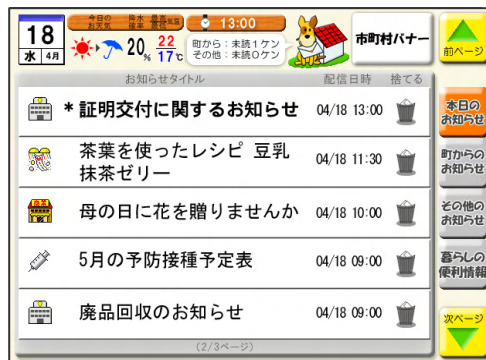 18
水 4月
今日の お天気
降水 確率
最高 最低 気温
20%
22
17℃
13:00
町から:未読1ケン
その他:未読0ケン
市町村バナー
前ページ
お知らせタイトル 配信日時 捨てる
*証明交付に関するお知らせ 04/18 13:00
茶葉を使ったレシピ 豆乳
抹茶ゼリー 04/18 11:30
母の日に花を贈りませんか 04/18 10:00
5月の予防接種予定表 04/18 09:00
廃品回収のお知らせ 04/18 09:00
(2/3ページ)
本日の
お知らせ
町からの
お知らせ
その他の
お知らせ
暮らしの
便利情報
次ページ